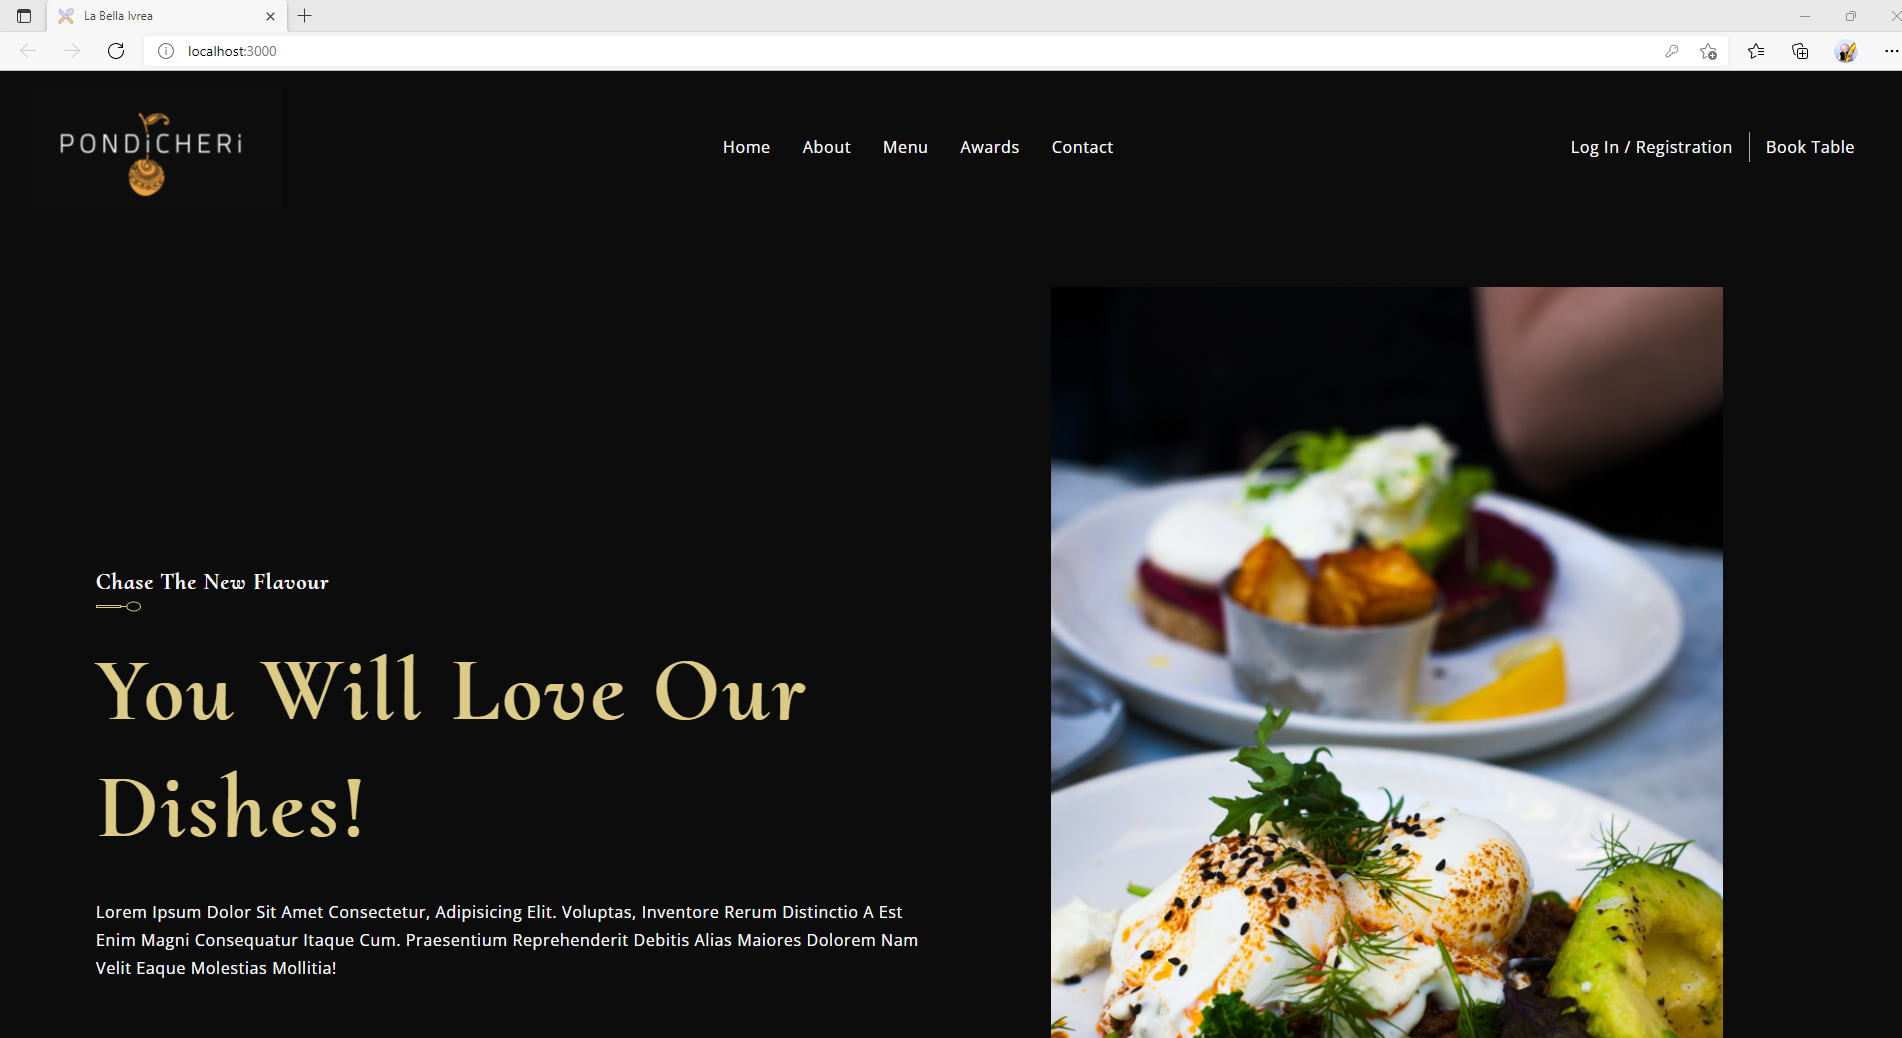 La Bella Ivrea
localhost:3000
PONDiCHERi
Home About Menu Awards Contact
Log In / Registration Book Table
Chase The New Flavour
You Will Love Our
Dishes!
Lorem Ipsum Dolor Sit Amet Consectetur, Adipisicing Elit. Voluptas, Inventore Rerum Distinctio A Est
Enim Magni Consequatur Itaque Cum. Praesentium Reprehenderit Debitis Alias Maiores Dolorem Nam
Velit Eaque Molestias Mollitia!